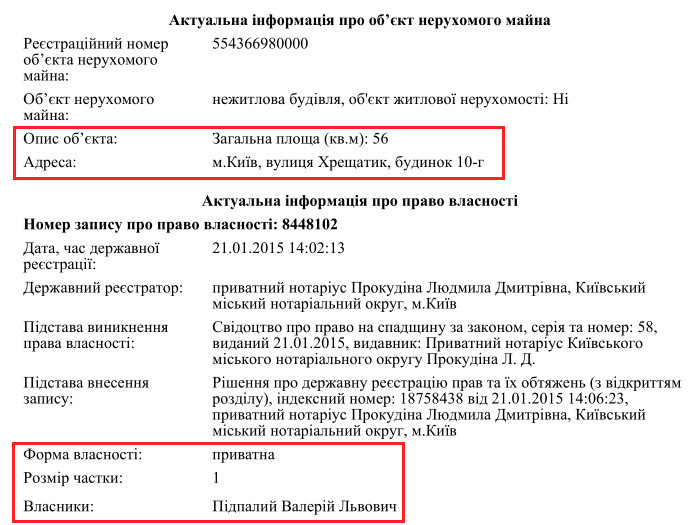 Актуальна інформація про об’єкт нерухомого майна
Реєстраційний номер 554366980000
об’єкта нерухомого
майна:
Об’єкт нерухомого нежитлова будівля, об'єкт житлової нерухомості: Ні
майна:
Опис об’єкта: Загальна площа (кв.м): 56
Адреса: м.Київ, вулиця Хрещатик, будинок 10-г
Актуальна інформація про право власності
Номер запису про право власності: 8448102
Дата, час державної 21.01.2015 14:02:13
реєстрації:
Державний реєстратор: приватний нотаріус Прокудіна Людмила Дмитрівна, Київський
міський нотаріальний округ, м.Київ
Підстава виникнення Свідоцтво про право на спадщину за законом, серія та номер: 58,
права власності: виданий 21.01.2015, видавник: Приватний нотаріус Київського
міського нотаріального округу Прокудіна Л. Д.
Підстава внесення Рішення про державну реєстрацію прав та їх обтяжень (з відкриттям
запису: розділу), індексний номер: 18758438 від 21.01.2015 14:06:23,
приватний нотаріус Прокудіна Людмила Дмитрівна, Київський
міський нотаріальний округ, м.Київ
Форма власності: приватна
Розмір частки: 1
Власники: Підпалий Валерій Львович